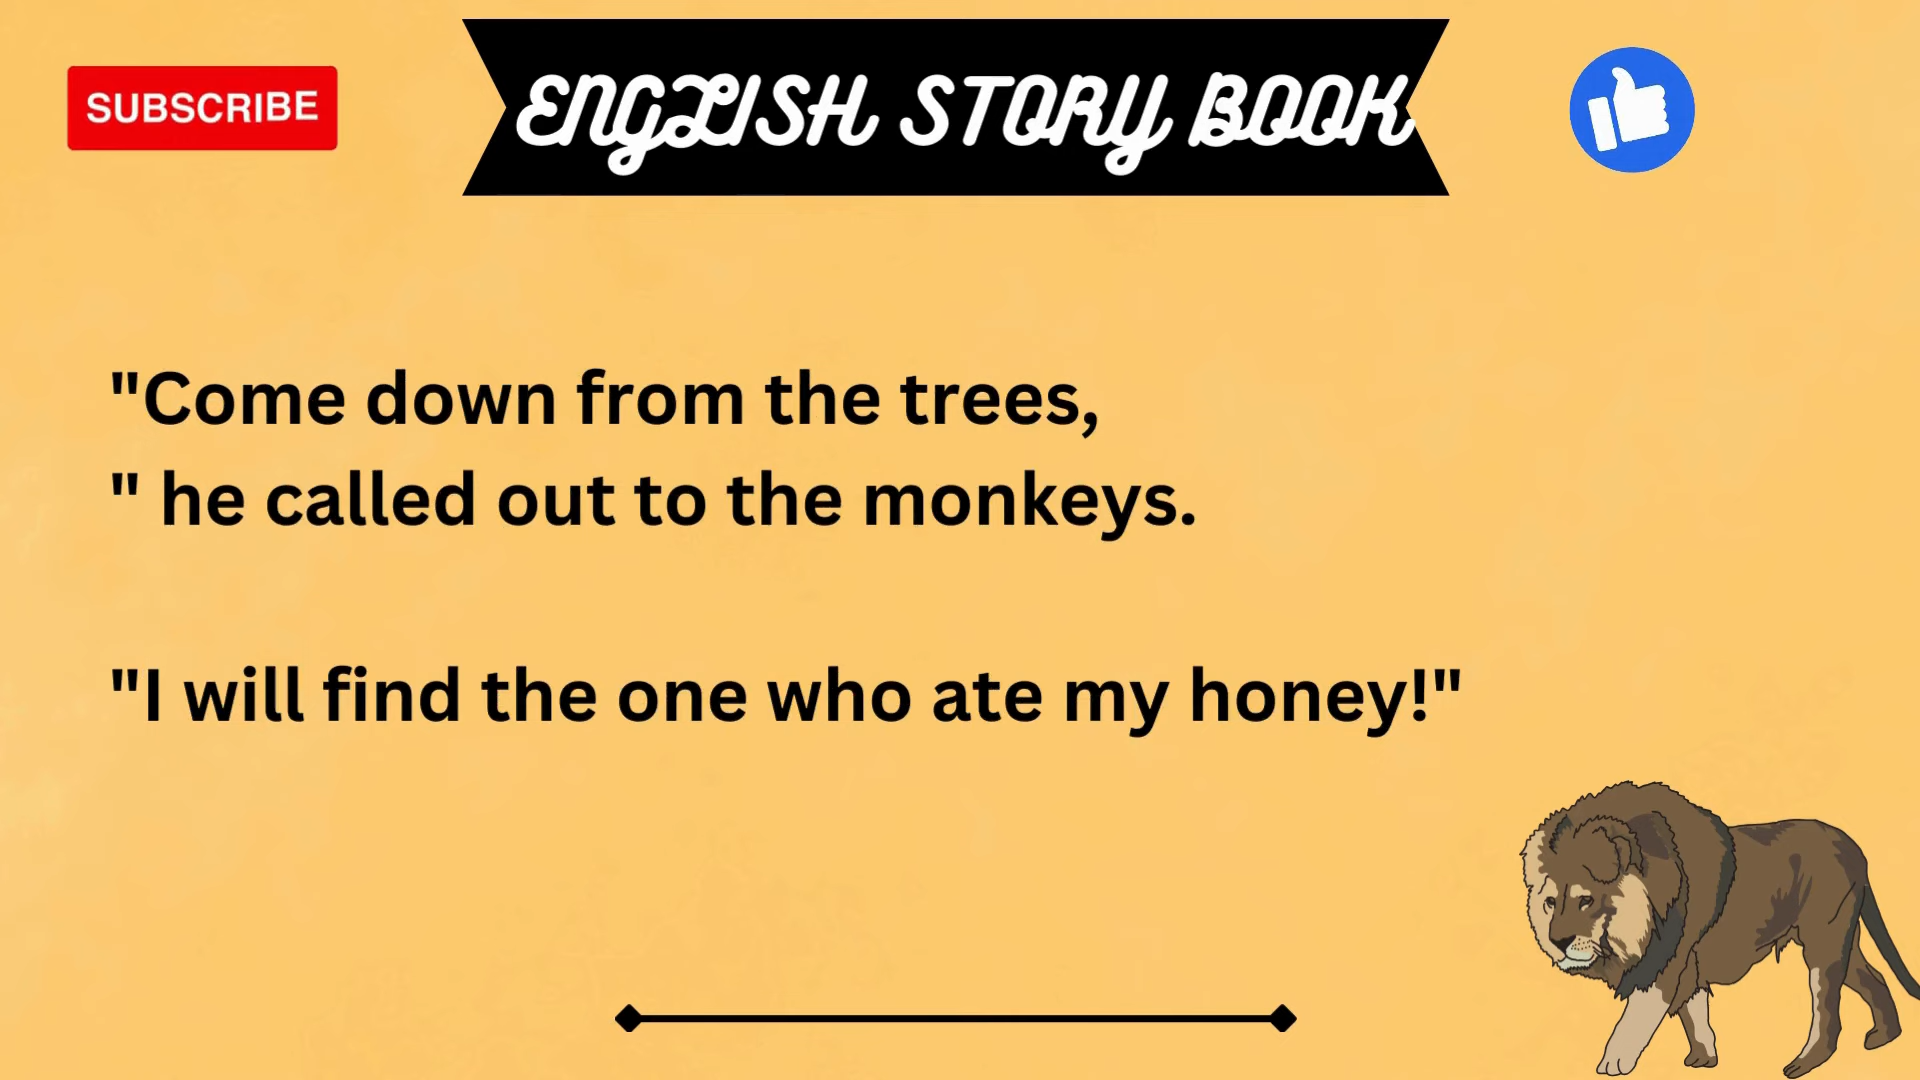 SUBSCRIBE
ENGLISH STORY BOOK
"Come down from the trees,
" he called out to the monkeys.
"I will find the one who ate my honey!"